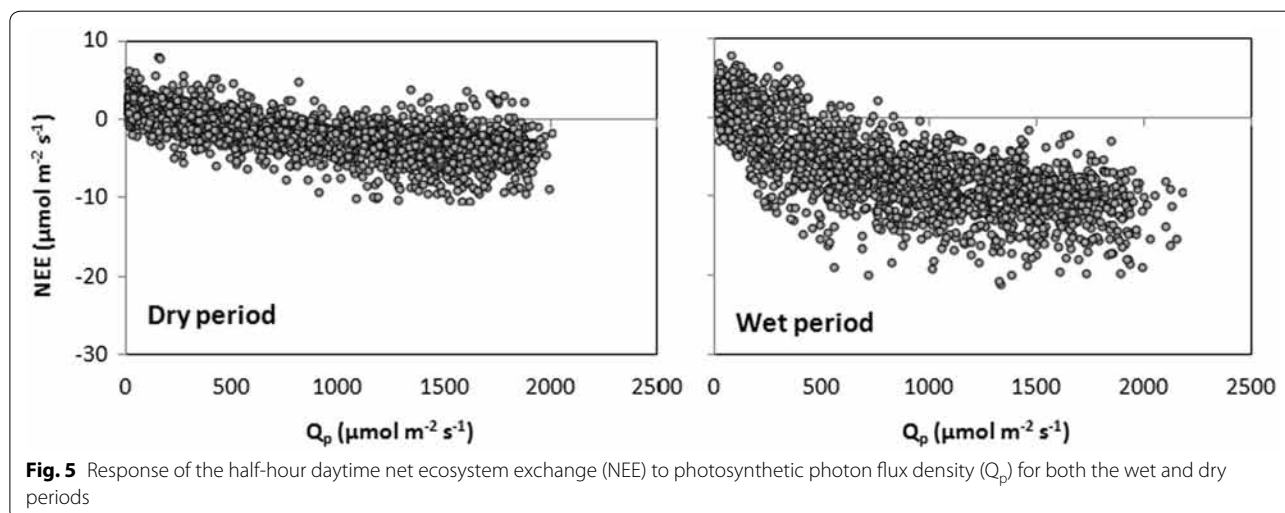 10
0
-10
-20
-30
NEE (µmol m⁻² s⁻¹)
Dry period
0 500 1000 1500 2000 2500
Qₚ (µmol m⁻² s⁻¹)
Wet period
0 500 1000 1500 2000 2500
Qₚ (µmol m⁻² s⁻¹)
Fig. 5 Response of the half-hour daytime net ecosystem exchange (NEE) to photosynthetic photon flux density (Qₚ) for both the wet and dry
periods